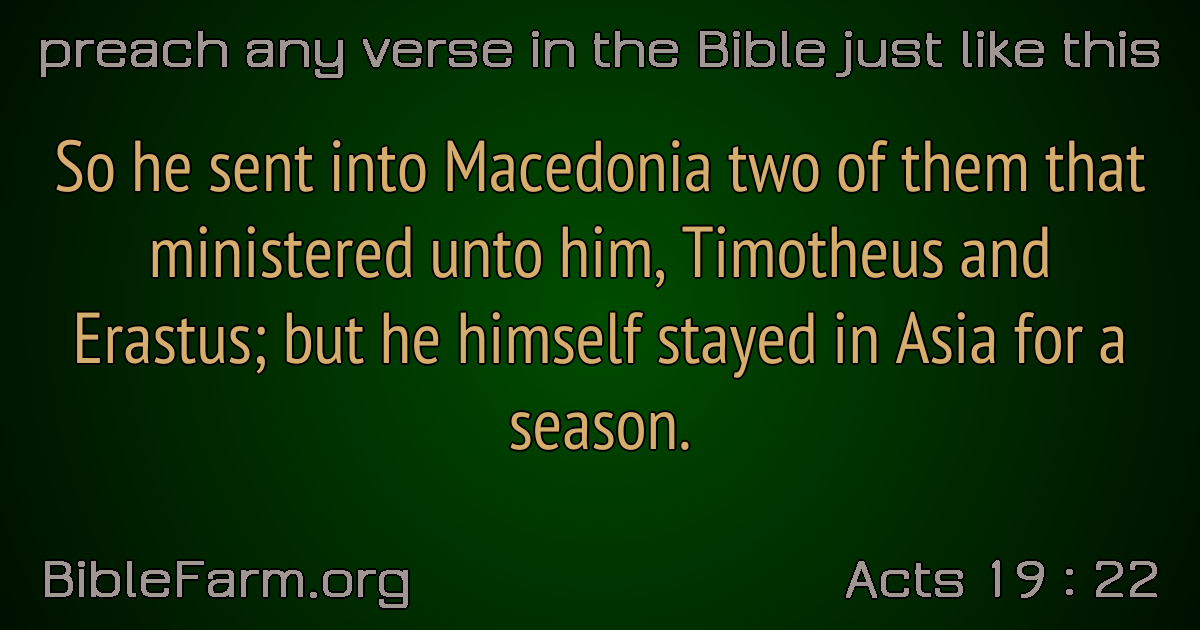 preach any verse in the Bible just like this
So he sent into Macedonia two of them that
ministered unto him, Timotheus and
Erastus; but he himself stayed in Asia for a
season.
BibleFarm.org
Acts 19 : 22